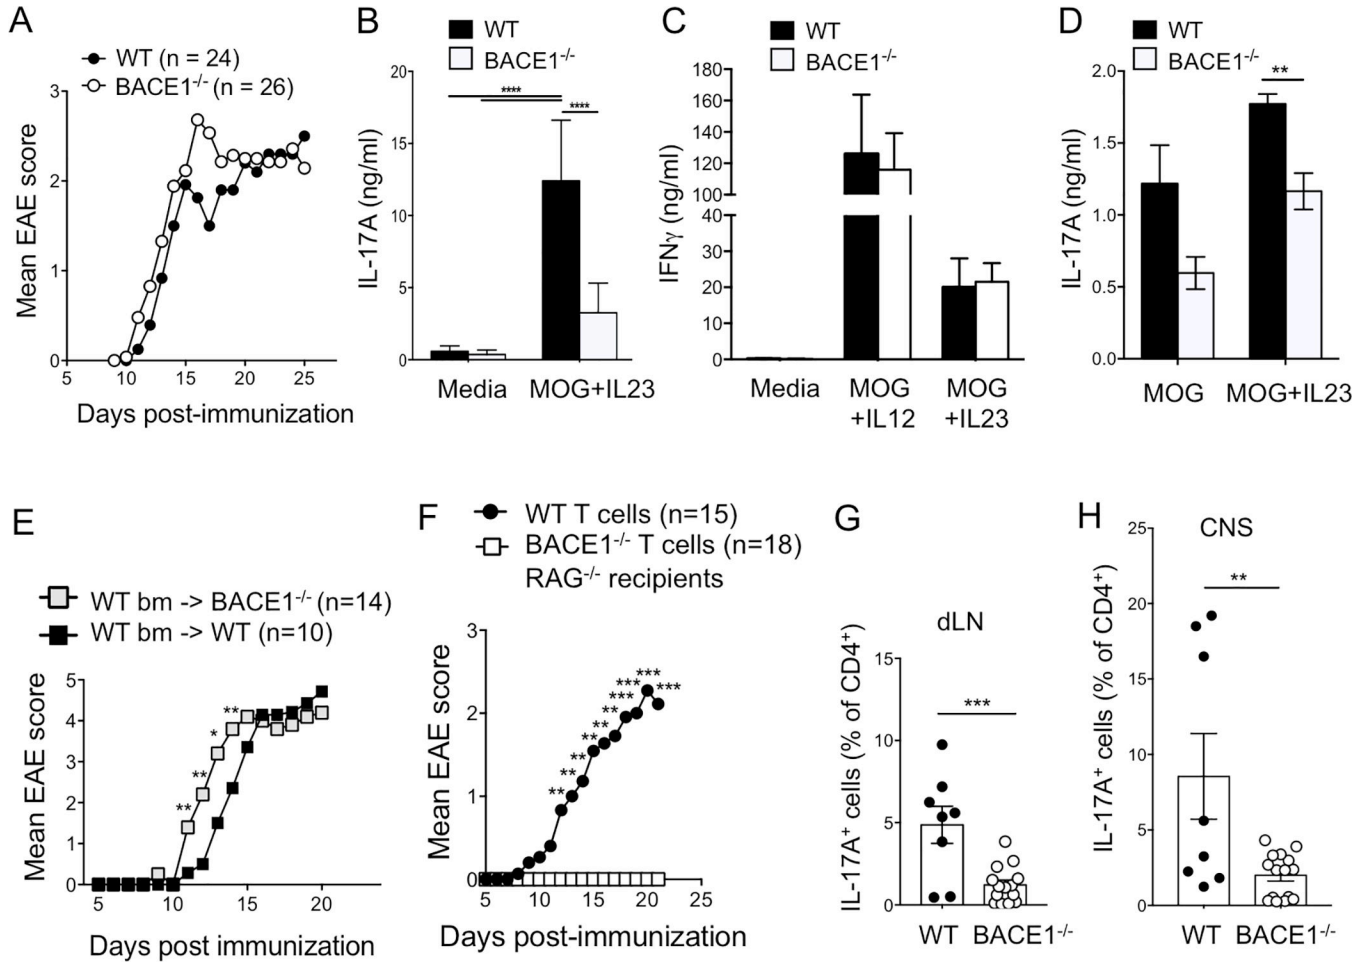 A
WT (n = 24)
BACE1-/- (n = 26)
Mean EAE score
3
2
1
0
5 10 15 20 25
Days post-immunization
B
WT
BACE1-/-
IL-17A (ng/ml)
20
15
10
5
0
****
****
Media MOG+IL23
C
WT
BACE1-/-
IFNγ (ng/ml)
180
160
140
120
100
40
30
20
10
0
Media MOG MOG
+IL12 +IL23
D
WT
BACE1-/-
IL-17A (ng/ml)
2.0
1.5
1.0
0.5
0.0
**
MOG MOG+IL23
E
WT bm -> BACE1-/- (n=14)
WT bm -> WT (n=10)
Mean EAE score
5
4
3
2
1
0
** ** * **
5 10 15 20
Days post immunization
F
WT T cells (n=15)
BACE1-/- T cells (n=18)
RAG-/- recipients
Mean EAE score
3
2
1
0
** ** ** ** ** ** *** *** *** ***
5 10 15 20 25
Days post-immunization
G
dLN
IL-17A+ cells (% of CD4+)
15
10
5
0
***
WT BACE1-/-
H
CNS
IL-17A+ cells (% of CD4+)
25
20
15
10
5
0
**
WT BACE1-/-